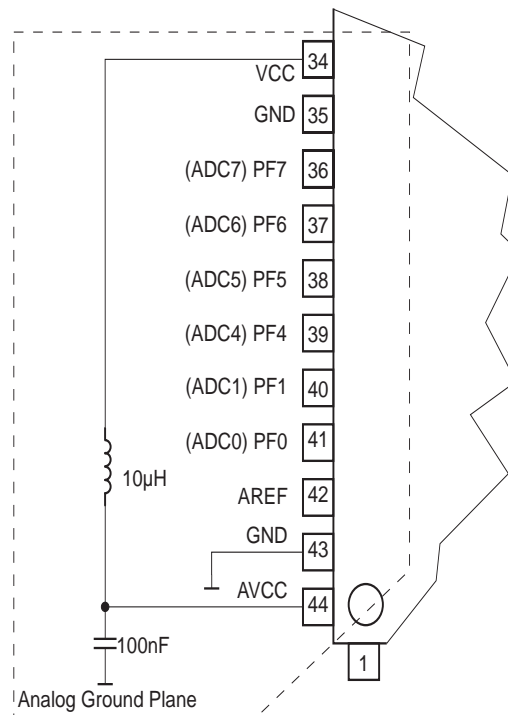 VCC
34
GND
35
(ADC7) PF7
36
(ADC6) PF6
37
(ADC5) PF5
38
(ADC4) PF4
39
(ADC1) PF1
40
(ADC0) PF0
41
10µH
AREF
42
GND
43
AVCC
44
100nF
1
Analog Ground Plane